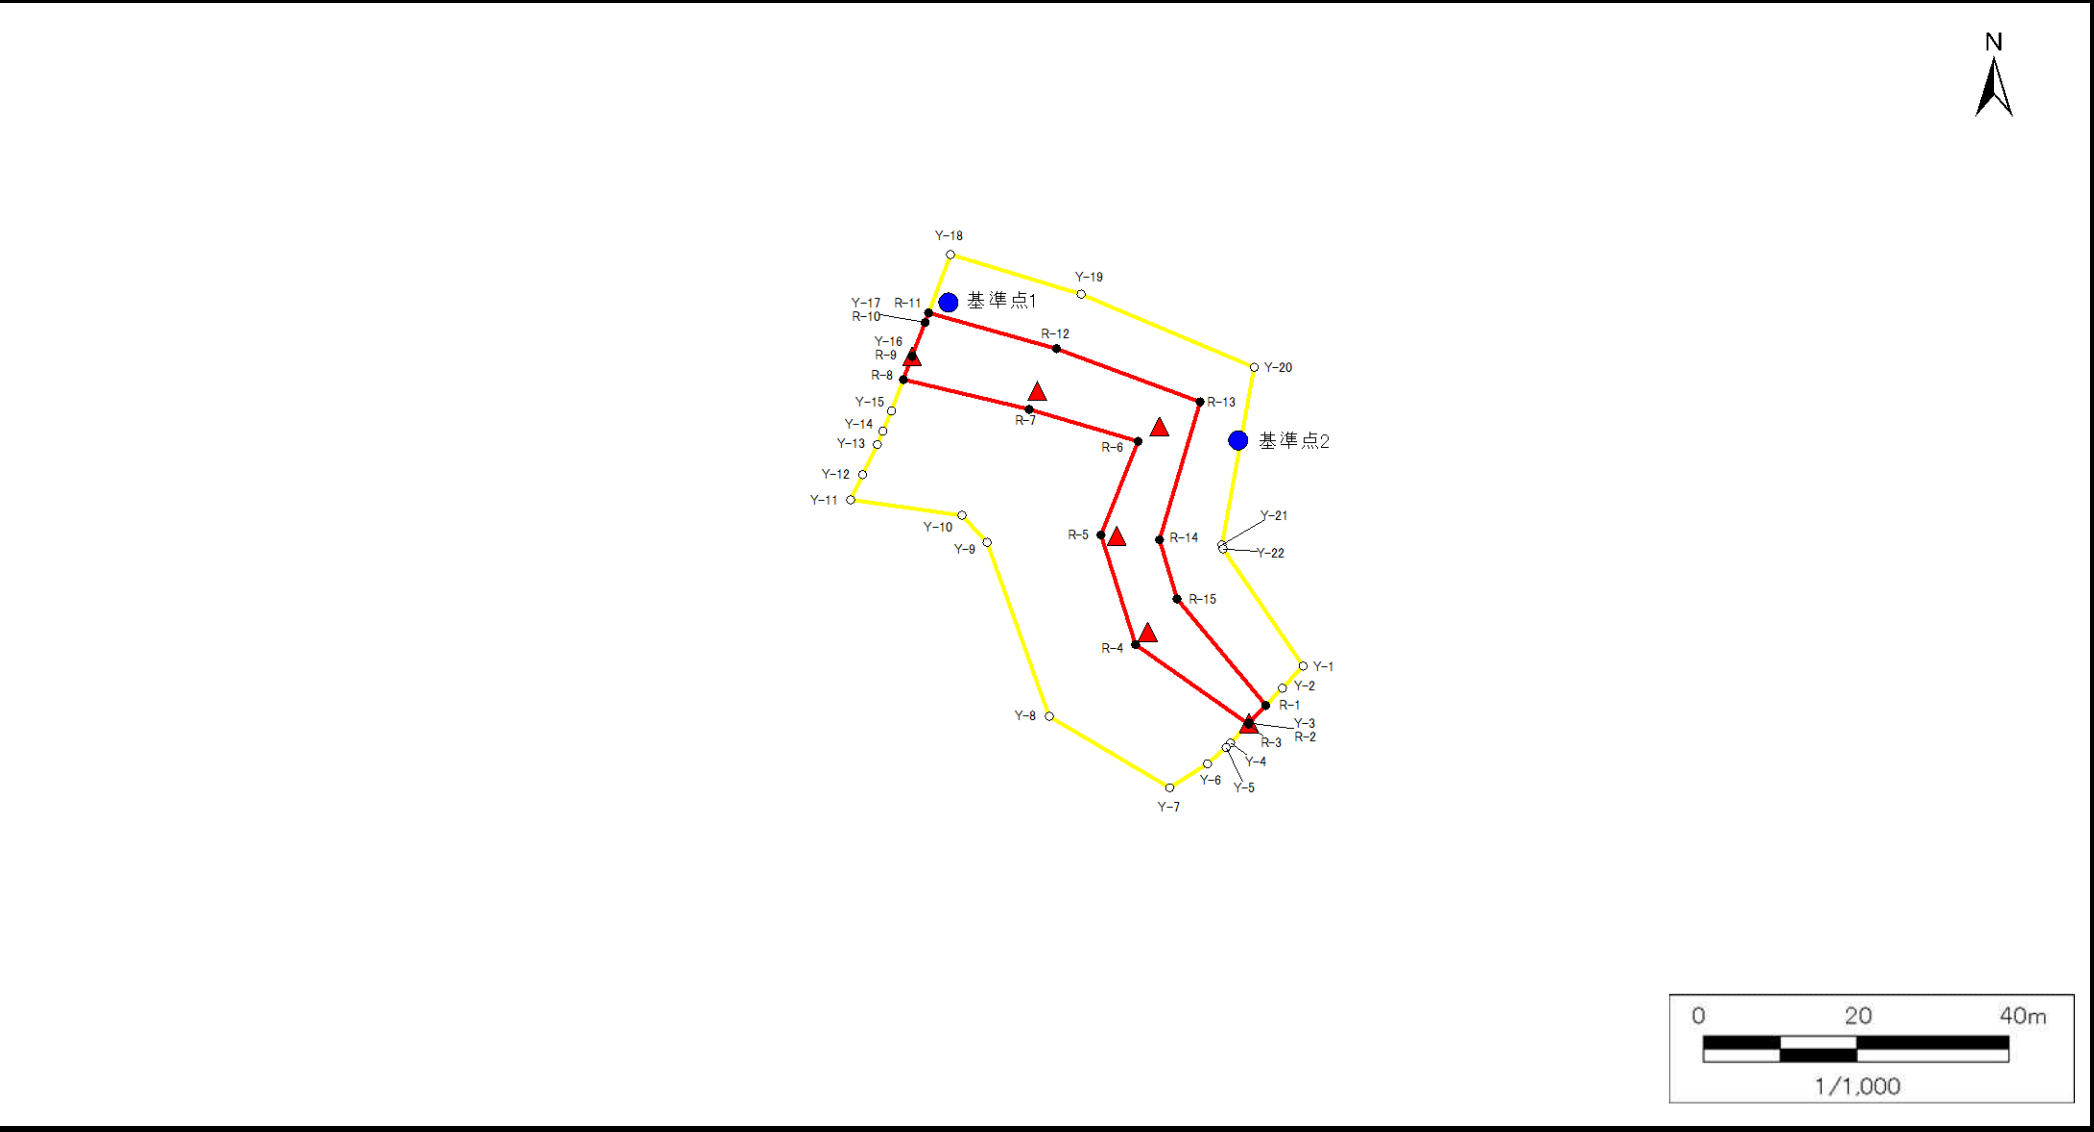 N
Y-18
Y-19
Y-17 R-11 基準点1
R-10
R-12
Y-16
R-9
Y-20
R-8
Y-15
R-13
Y-14
R-7
Y-13
R-6
基準点2
Y-12
Y-11
Y-21
Y-10
R-5
R-14
Y-9
Y-22
R-15
R-4
Y-1
Y-2
R-1
Y-8
Y-3
R-2
R-3
Y-4
Y-6
Y-5
Y-7
0 20 40m
1/1,000